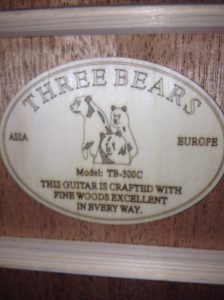 THREE BEARS
ASIA EUROPE
Model: TB-300C
THIS GUITAR IS CRAFTED WITH
FINE WOODS EXCELLENT
IN EVERY WAY.